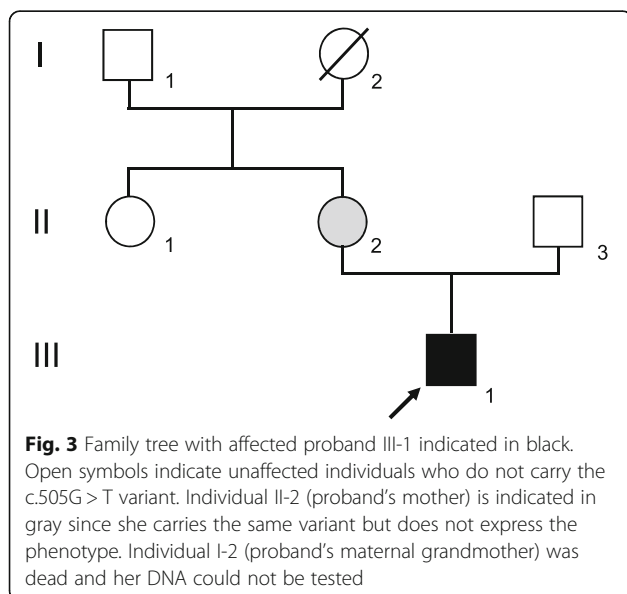 I
1
2
II
1
2
3
III
1
Fig. 3 Family tree with affected proband III-1 indicated in black.
Open symbols indicate unaffected individuals who do not carry the
c.505G > T variant. Individual II-2 (proband's mother) is indicated in
gray since she carries the same variant but does not express the
phenotype. Individual I-2 (proband's maternal grandmother) was
dead and her DNA could not be tested